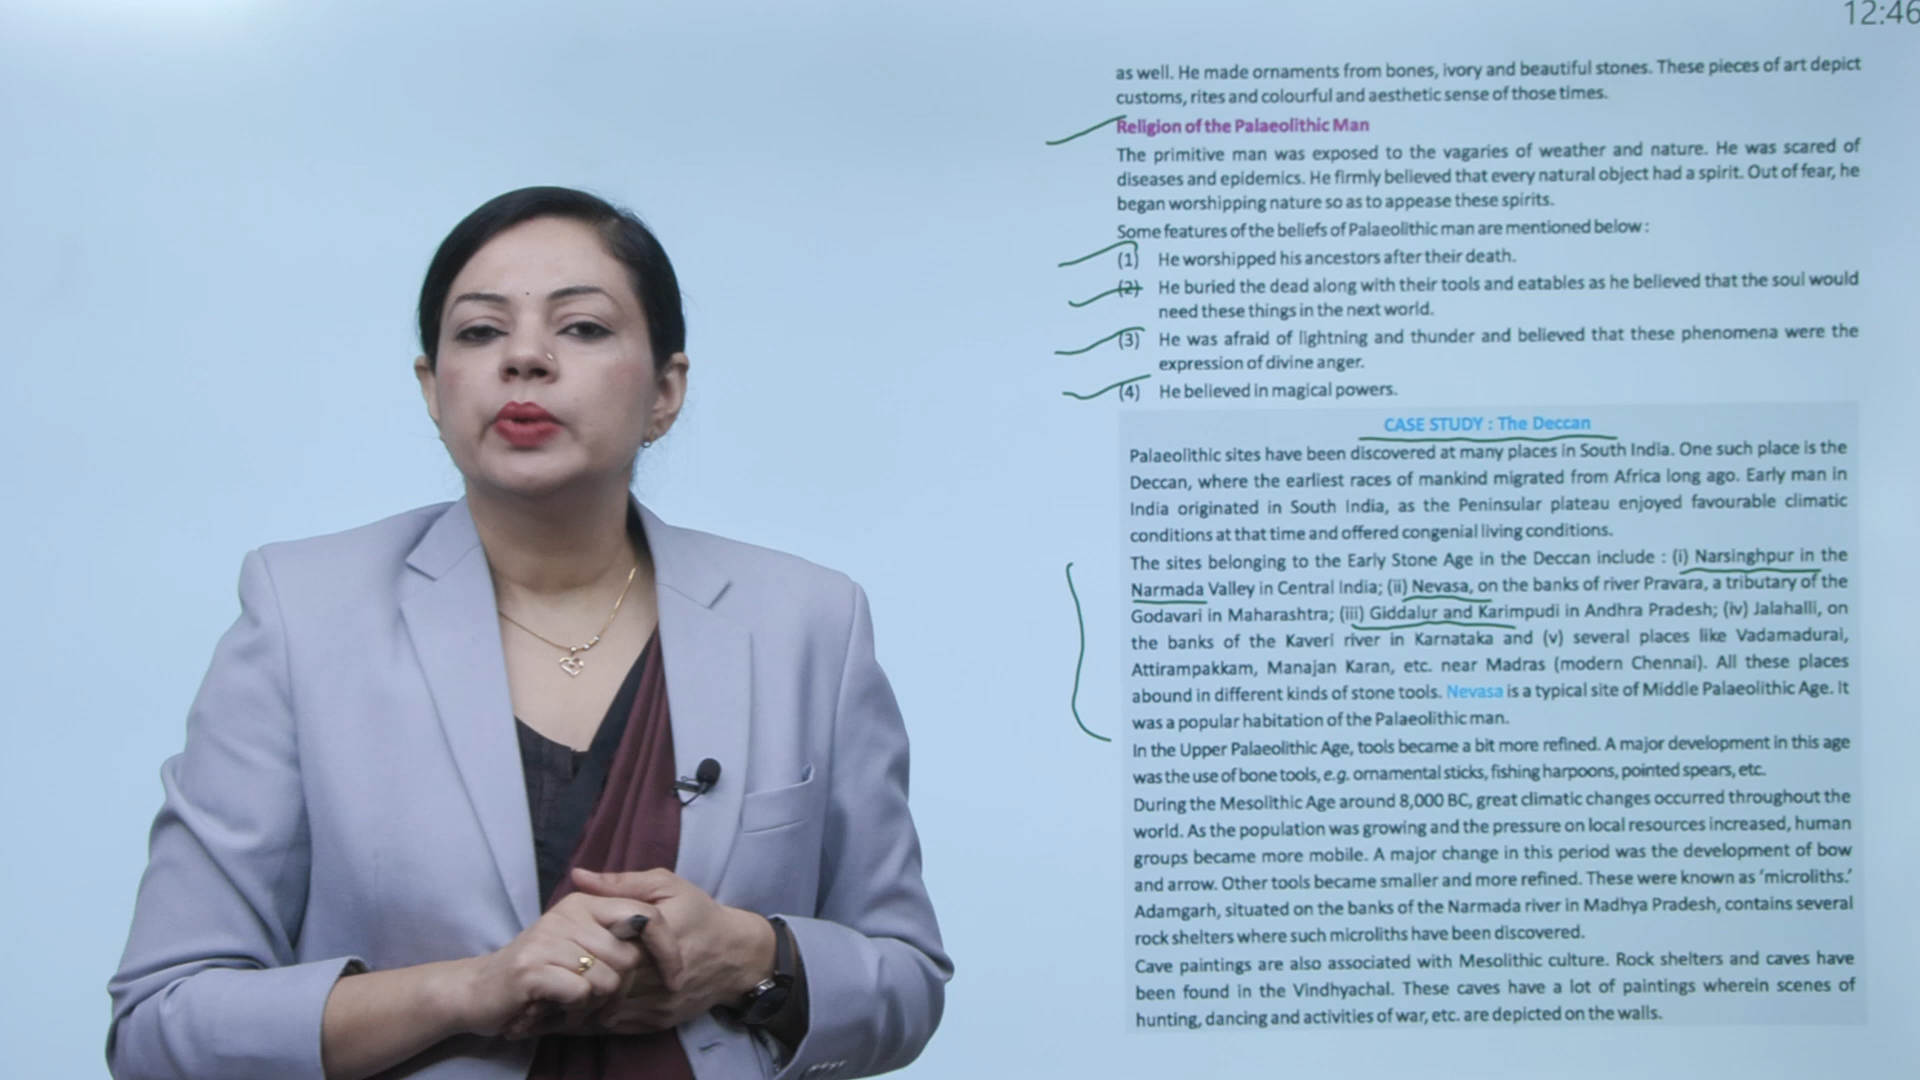 12:46
as well. He made ornaments from bones, ivory and beautiful stones. These pieces of art depict
customs, rites and colourful and aesthetic sense of those times.
Religion of the Palaeolithic Man
The primitive man was exposed to the vagaries of weather and nature. He was scared of
diseases and epidemics. He firmly believed that every natural object had a spirit. Out of fear, he
began worshipping nature so as to appease these spirits.
Some features of the beliefs of Palaeolithic man are mentioned below :
(1) He worshipped his ancestors after their death.
(2) He buried the dead along with their tools and eatables as he believed that the soul would
need these things in the next world.
(3) He was afraid of lightning and thunder and believed that these phenomena were the
expression of divine anger.
(4) He believed in magical powers.
CASE STUDY : The Deccan
Palaeolithic sites have been discovered at many places in South India. One such place is the
Deccan, where the earliest races of mankind migrated from Africa long ago. Early man in
India originated in South India, as the Peninsular plateau enjoyed favourable climatic
conditions at that time and offered congenial living conditions.
The sites belonging to the Early Stone Age in the Deccan include : (i) Narsinghpur in the
Narmada Valley in Central India; (ii) Nevasa, on the banks of river Pravara, a tributary of the
Godavari in Maharashtra; (iii) Giddalur and Karimpudi in Andhra Pradesh; (iv) Jalahalli, on
the banks of the Kaveri river in Karnataka and (v) several places like Vadamadurai,
Attirampakkam, Manajan Karan, etc. near Madras (modern Chennai). All these places
abound in different kinds of stone tools. Nevasa is a typical site of Middle Palaeolithic Age. It
was a popular habitation of the Palaeolithic man.
In the Upper Palaeolithic Age, tools became a bit more refined. A major development in this age
was the use of bone tools, e.g. ornamental sticks, fishing harpoons, pointed spears, etc.
During the Mesolithic Age around 8,000 BC, great climatic changes occurred throughout the
world. As the population was growing and the pressure on local resources increased, human
groups became more mobile. A major change in this period was the development of bow
and arrow. Other tools became smaller and more refined. These were known as 'microliths.'
Adamgarh, situated on the banks of the Narmada river in Madhya Pradesh, contains several
rock shelters where such microliths have been discovered.
Cave paintings are also associated with Mesolithic culture. Rock shelters and caves have
been found in the Vindhyachal. These caves have a lot of paintings wherein scenes of
hunting, dancing and activities of war, etc. are depicted on the walls.